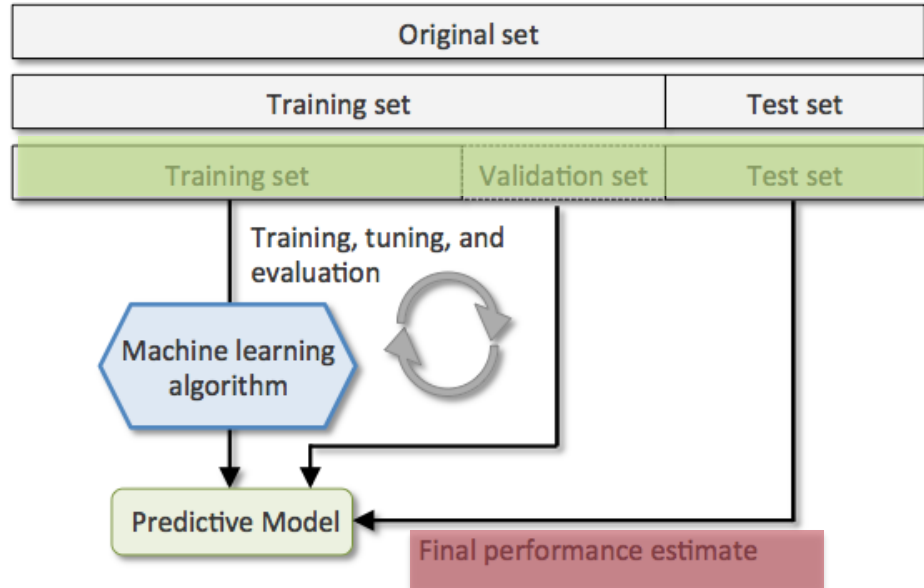 Original set
Training set Test set
Training set Validation set Test set
Training, tuning, and
evaluation
Machine learning
algorithm
Predictive Model
Final performance estimate